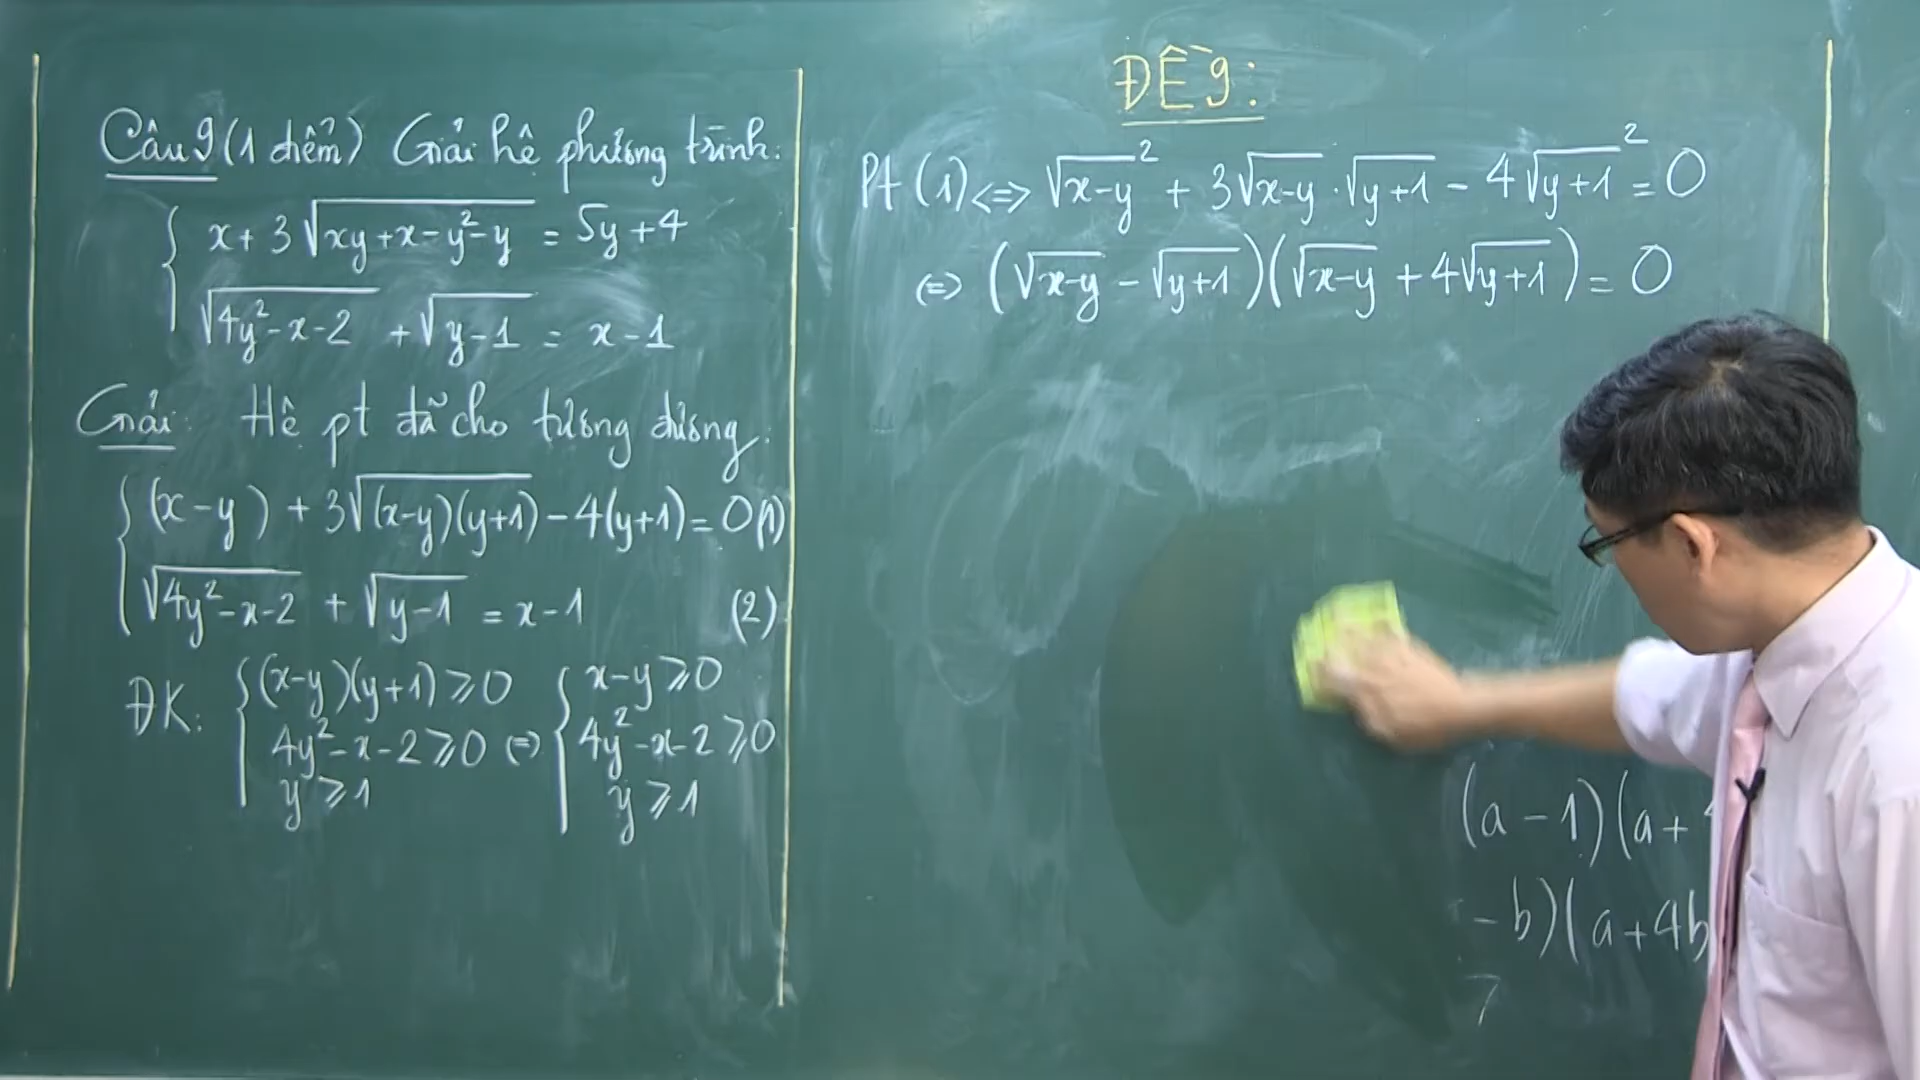 Câu 9 (1 điểm) Giải hệ phương trình:
x + 3√(xy + x - y² - y) = 5y + 4
√(4y² - x - 2) + √(y - 1) = x - 1
Giải: Hệ pt đã cho tương đương:
(x - y) + 3√((x - y)(y + 1)) - 4(y + 1) = 0 (1)
√(4y² - x - 2) + √(y - 1) = x - 1 (2)
ĐK: { (x - y)(y + 1) ⩾ 0 { x - y ⩾ 0
4y² - x - 2 ⩾ 0 <=> 4y² - x - 2 ⩾ 0
y ⩾ 1 y ⩾ 1
ĐỀ 9:
Pt (1) <=> √(x - y)² + 3√(x - y) . √(y + 1) - 4√(y + 1)² = 0
<=> (√(x - y) - √(y + 1))(√(x - y) + 4√(y + 1)) = 0
(a - 1)(a +
- b)(a + 4b